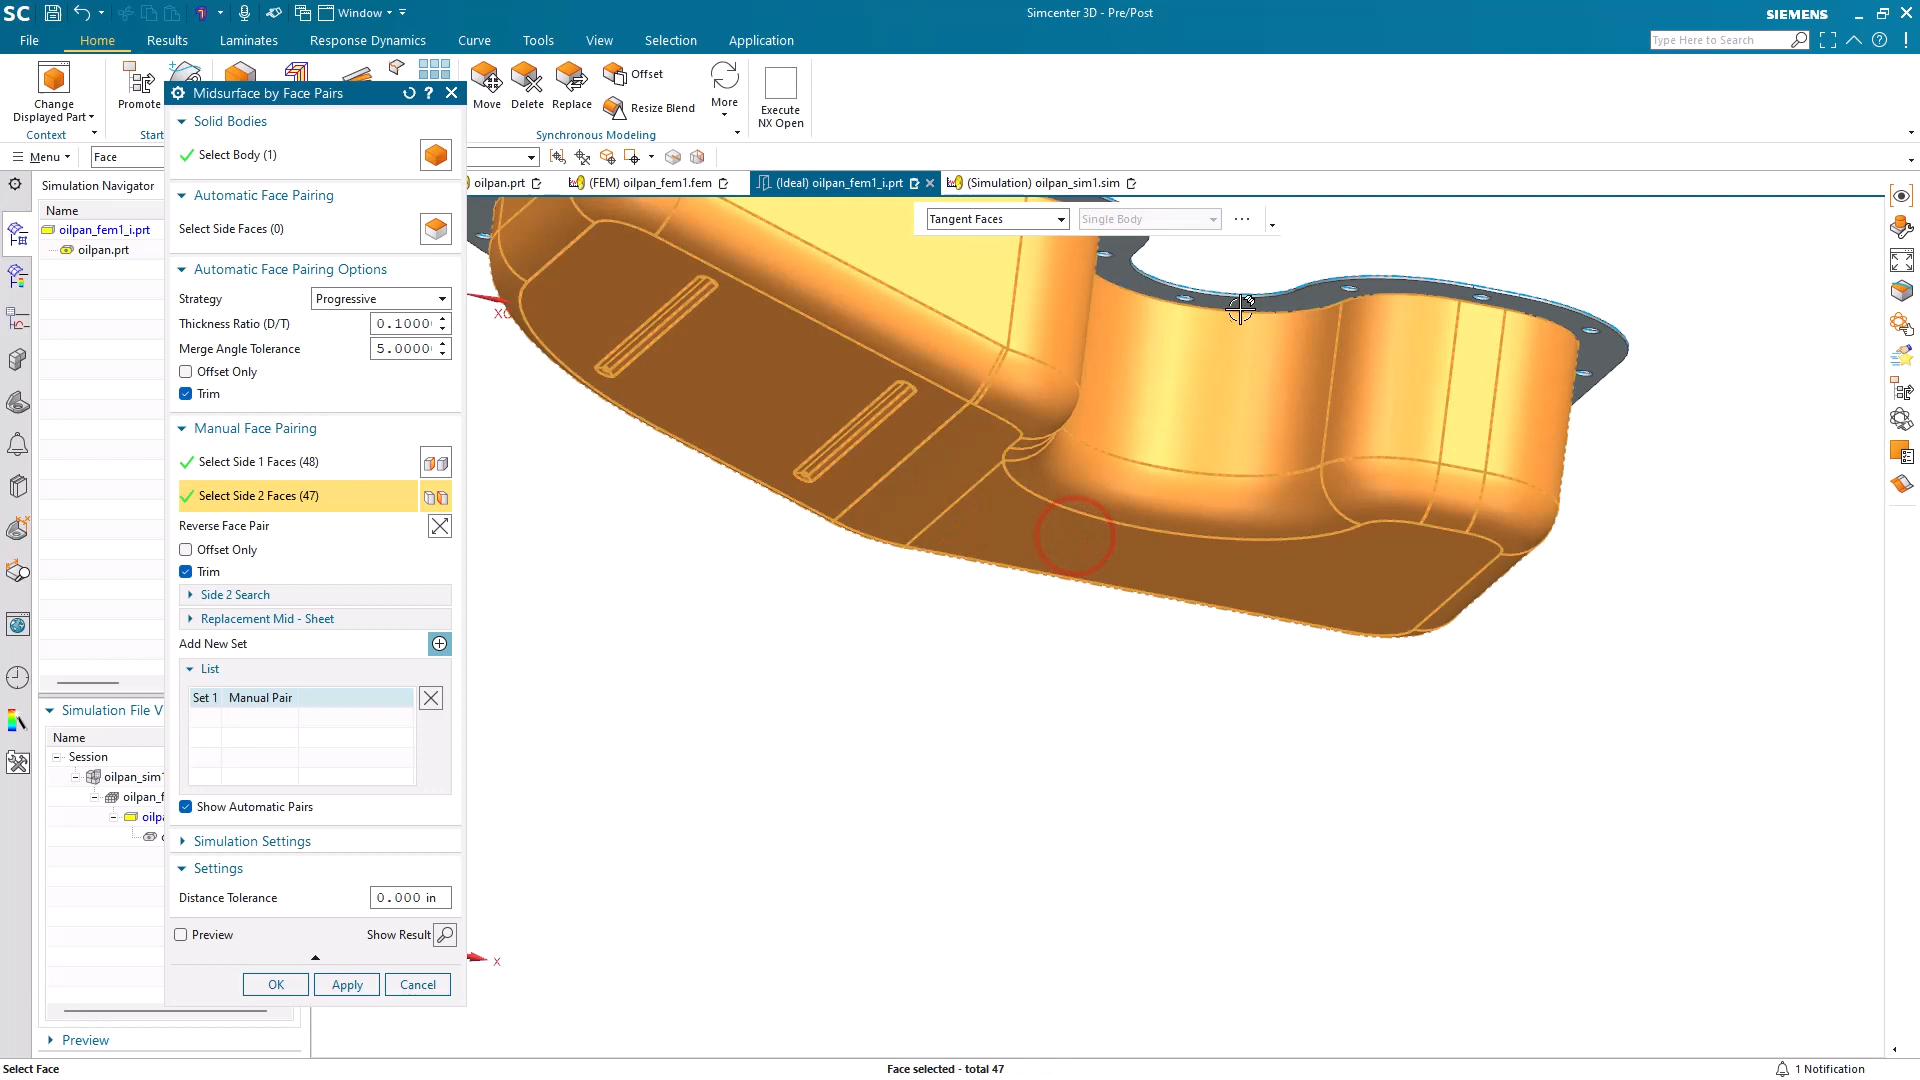 SC
Window
Simcenter 3D - Pre/Post
SIEMENS
File
Home
Results
Laminates
Response Dynamics
Curve
Tools
View
Selection
Application
Type Here to Search
Change
Displayed Part
Context
Promote
Start
Move
Delete
Replace
Offset
Resize Blend
More
Synchronous Modeling
Execute
NX Open
Menu
Face
Simulation Navigator
Name
oilpan_fem1_i.prt
oilpan.prt
Midsurface by Face Pairs
Solid Bodies
Select Body (1)
Automatic Face Pairing
Select Side Faces (0)
Automatic Face Pairing Options
Strategy
Progressive
Thickness Ratio (D/T)
0.1000
Merge Angle Tolerance
5.0000
Offset Only
Trim
Manual Face Pairing
Select Side 1 Faces (48)
Select Side 2 Faces (47)
Reverse Face Pair
Offset Only
Trim
Side 2 Search
Replacement Mid - Sheet
Add New Set
List
Set 1 Manual Pair
Show Automatic Pairs
Simulation Settings
Settings
Distance Tolerance
0.000 in
Preview
Show Result
OK
Apply
Cancel
oilpan.prt
(FEM) oilpan_fem1.fem
(Ideal) oilpan_fem1_i.prt
(Simulation) oilpan_sim1.sim
Tangent Faces
Single Body
X
Simulation File V
Name
Session
oilpan_sim1
oilpan_f
oilpa
Preview
Select Face
Face selected - total 47
1 Notification